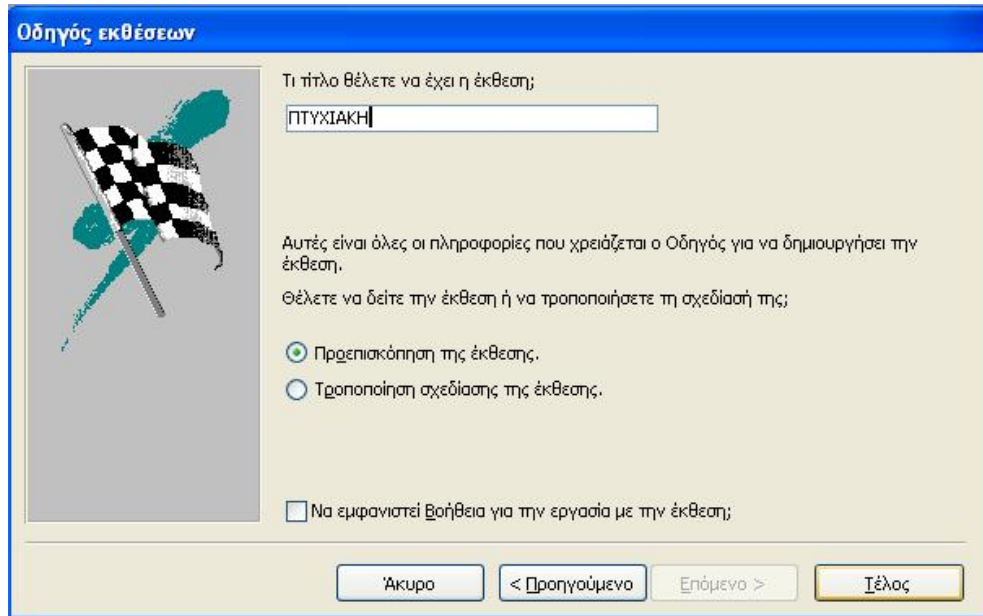 Οδηγός εκθέσεων
Τι τίτλο θέλετε να έχει η έκθεση;
ΠΤΥΧΙΑΚΗ
Αυτές είναι όλες οι πληροφορίες που χρειάζεται ο Οδηγός για να δημιουργήσει την
έκθεση.
Θέλετε να δείτε την έκθεση ή να τροποποιήσετε τη σχεδίασή της;
Προεπισκόπηση της έκθεσης.
Τροποποίηση σχεδίασης της έκθεσης.
Να εμφανιστεί Βοήθεια για την εργασία με την έκθεση;
Άκυρο
< Προηγούμενο
Επόμενο >
Τέλος